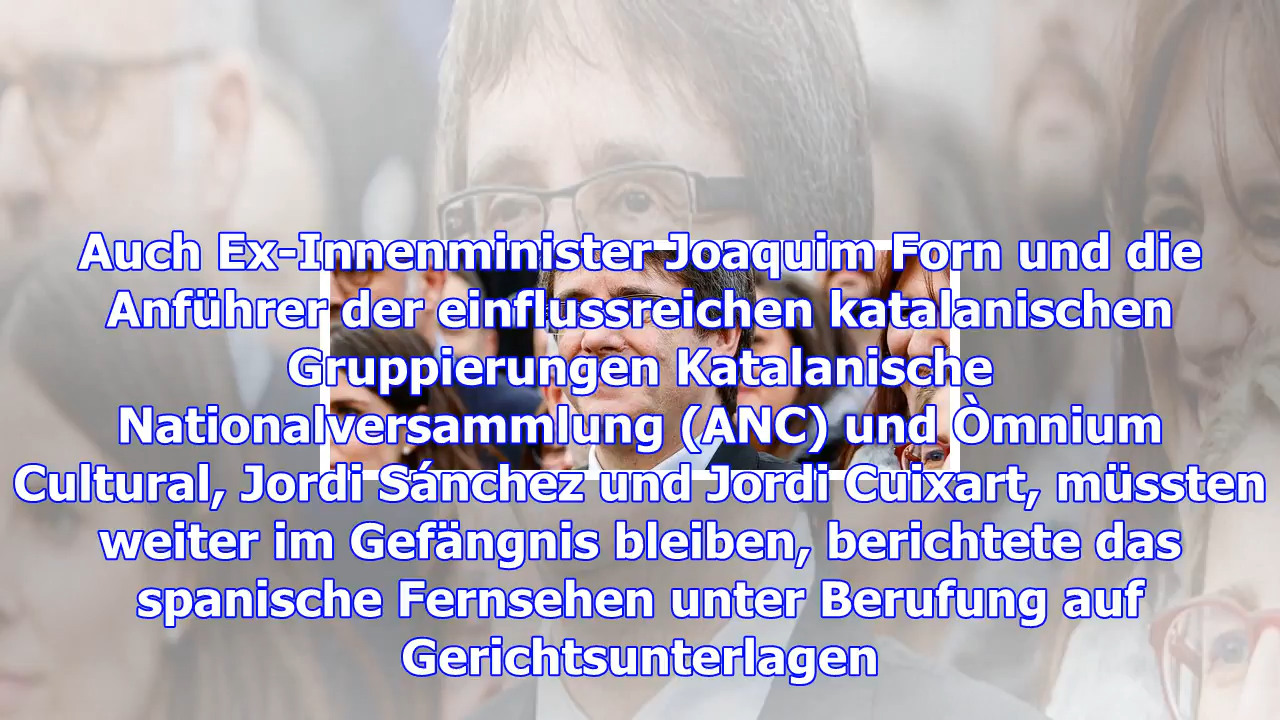 Auch Ex-Innenminister Joaquim Forn und die
Anführer der einflussreichen katalanischen
Gruppierungen Katalanische
Nationalversammlung (ANC) und Òmnium
Cultural, Jordi Sánchez und Jordi Cuixart, müssten
weiter im Gefängnis bleiben, berichtete das
spanische Fernsehen unter Berufung auf
Gerichtsunterlagen